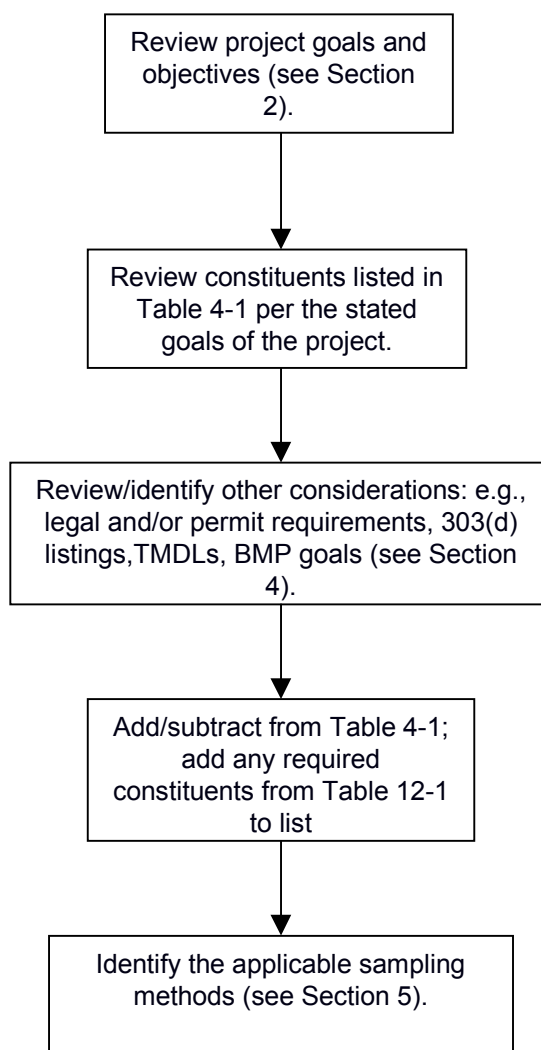 Review project goals and
objectives (see Section
2).
Review constituents listed in
Table 4-1 per the stated
goals of the project.
Review/identify other considerations: e.g.,
legal and/or permit requirements, 303(d)
listings,TMDLs, BMP goals (see Section
4).
Add/subtract from Table 4-1;
add any required
constituents from Table 12-1
to list
Identify the applicable sampling
methods (see Section 5).